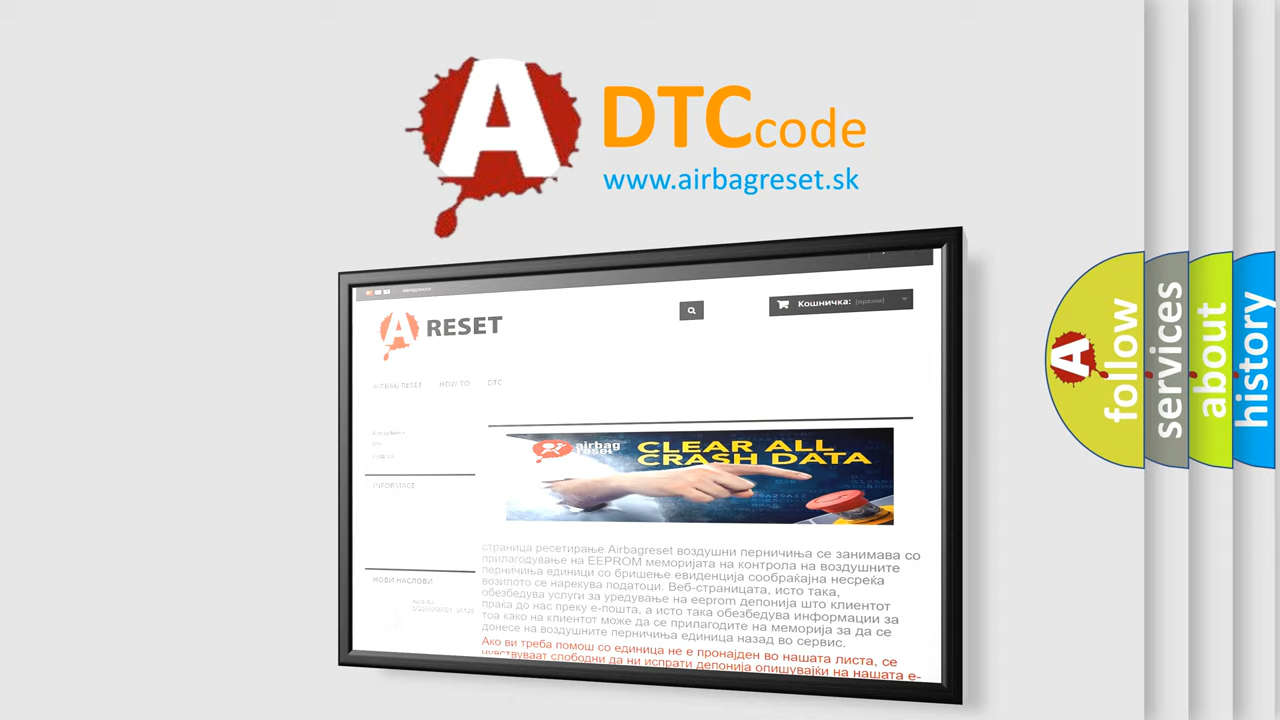 A
DTC code
www.airbagreset.sk
A RESET
Кошничка: (празни)
AIRBAG RESET HOW TO DTC
INFORMACE
airbag
reset
CLEAR ALL
CRASH DATA
страница ресетирање Airbagreset воздушни перничиња се занимава со
прилагодување на EEPROM меморијата на контрола на воздушните
перничиња единици со бришење евиденција сообраќајна несреќа
возилото се нарекува податоци. Веб-страницата, исто така,
обезбедува услуги за уредување на eeprom депонија што клиентот
праќа до нас преку е-пошта, а исто така обезбедува информации за
тоа како на клиентот може да се прилагодите на меморија за да се
донесе на воздушните перничиња единица назад во сервис.
Ако ви треба помош со единица не е пронајден во нашата листа, се
чувствуваат слободни да ни испрати депонија опишувајќи на нашата е-
НОВИ НАСЛОВИ
A
follow
services
about
history